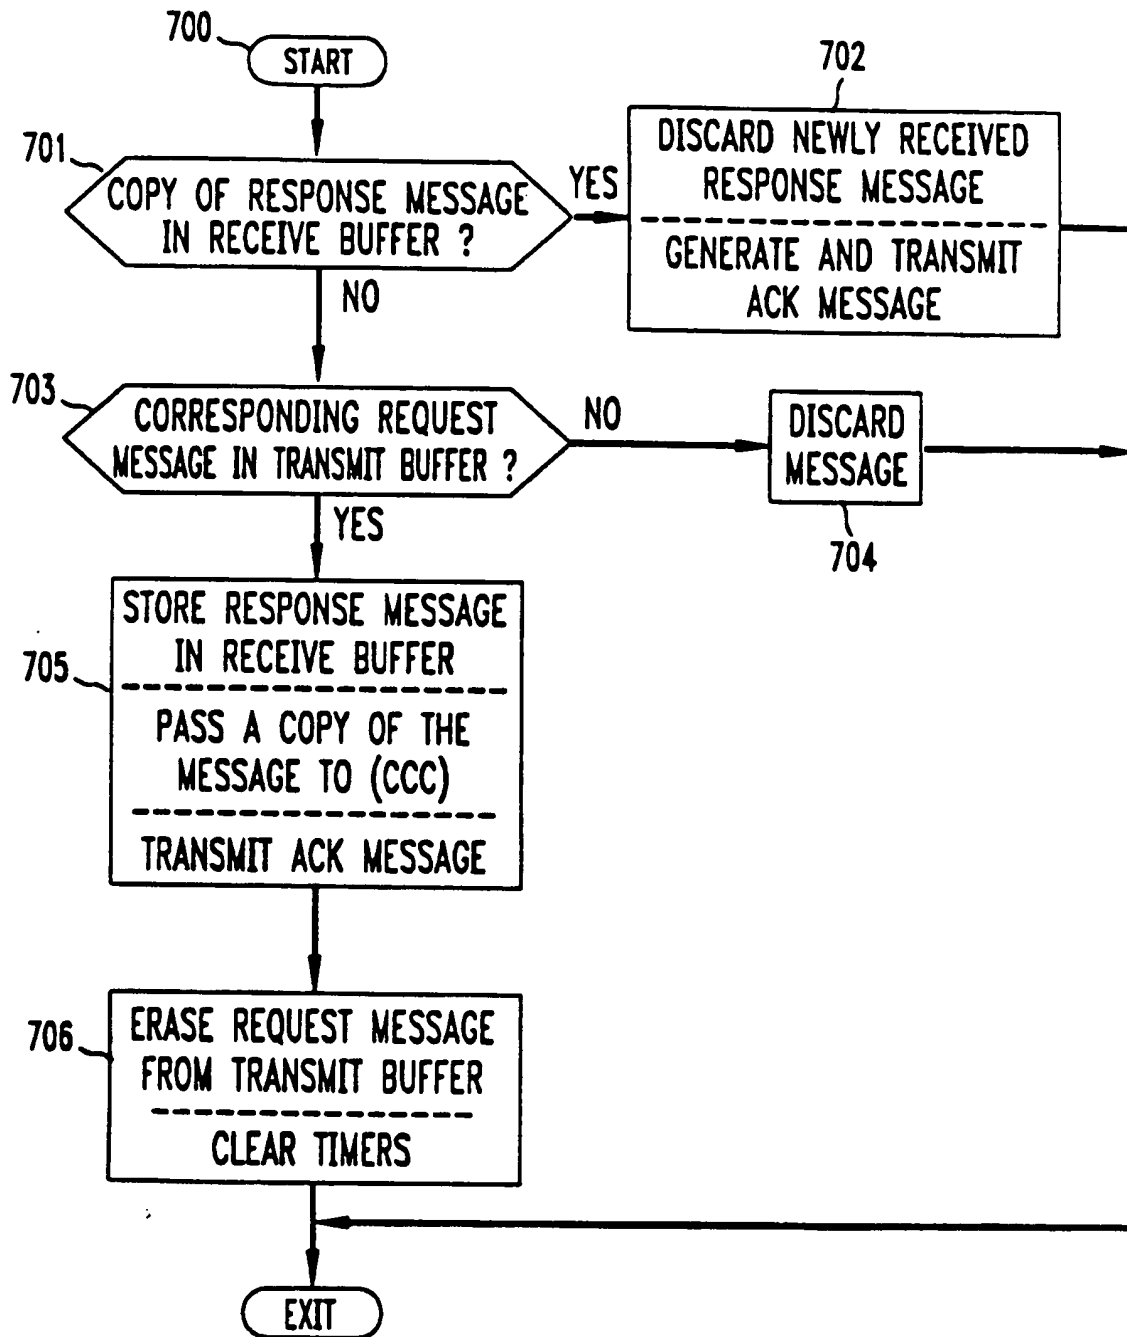 700
START
702
701
COPY OF RESPONSE MESSAGE
IN RECEIVE BUFFER ?
YES
DISCARD NEWLY RECEIVED
RESPONSE MESSAGE
GENERATE AND TRANSMIT
ACK MESSAGE
NO
703
CORRESPONDING REQUEST
MESSAGE IN TRANSMIT BUFFER ?
NO
DISCARD
MESSAGE
704
YES
705
STORE RESPONSE MESSAGE
IN RECEIVE BUFFER
PASS A COPY OF THE
MESSAGE TO (CCC)
TRANSMIT ACK MESSAGE
706
ERASE REQUEST MESSAGE
FROM TRANSMIT BUFFER
CLEAR TIMERS
EXIT